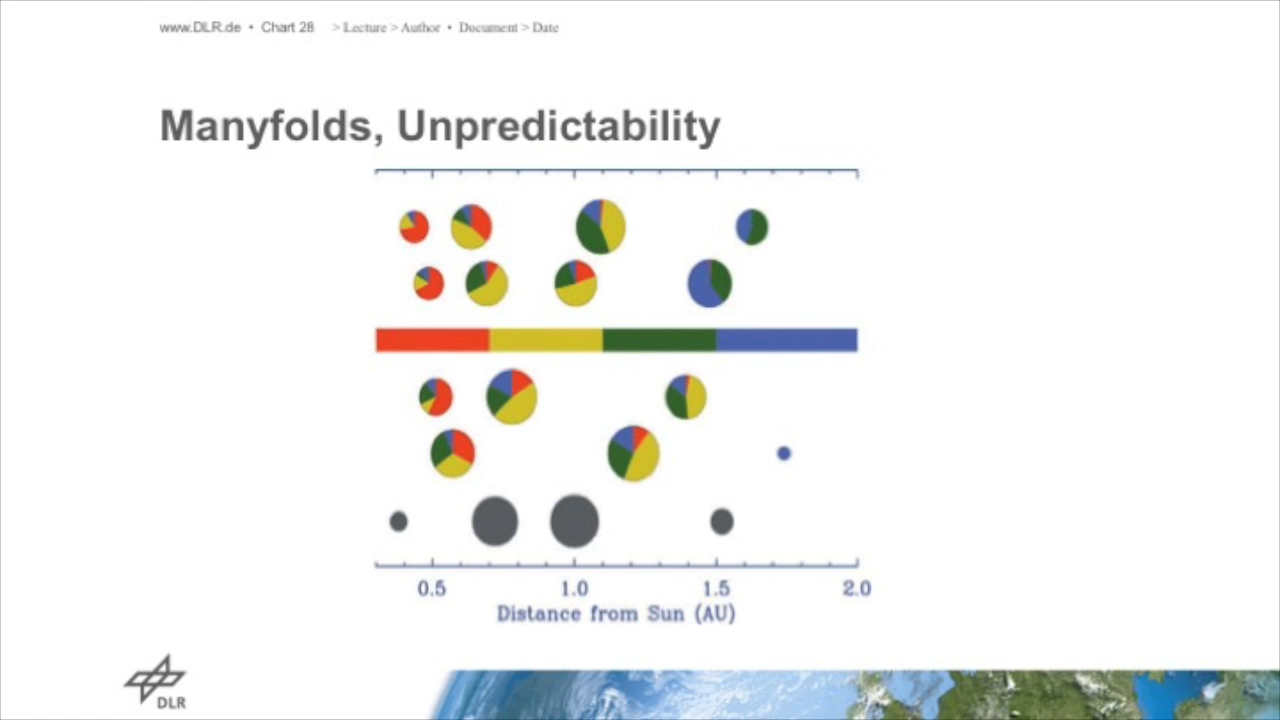 www.DLR.de • Chart 28 > Lecture > Author • Document > Date
Manyfolds, Unpredictability
0.5 1.0 1.5 2.0
Distance from Sun (AU)
DLR